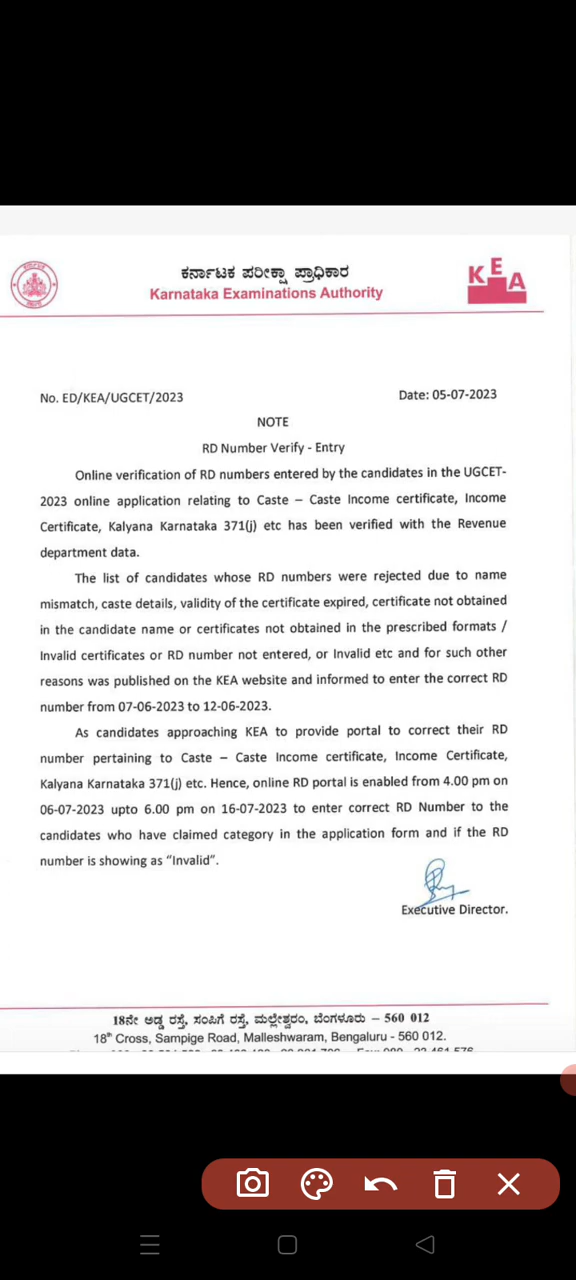 ಕರ್ನಾಟಕ ಪರೀಕ್ಷಾ ಪ್ರಾಧಿಕಾರ
Karnataka Examinations Authority
KEA
No. ED/KEA/UGCET/2023
Date: 05-07-2023
NOTE
RD Number Verify - Entry
Online verification of RD numbers entered by the candidates in the UGCET-
2023 online application relating to Caste – Caste Income certificate, Income
Certificate, Kalyana Karnataka 371(j) etc has been verified with the Revenue
department data.
The list of candidates whose RD numbers were rejected due to name
mismatch, caste details, validity of the certificate expired, certificate not obtained
in the candidate name or certificates not obtained in the prescribed formats /
Invalid certificates or RD number not entered, or Invalid etc and for such other
reasons was published on the KEA website and informed to enter the correct RD
number from 07-06-2023 to 12-06-2023.
As candidates approaching KEA to provide portal to correct their RD
number pertaining to Caste – Caste Income certificate, Income Certificate,
Kalyana Karnataka 371(j) etc. Hence, online RD portal is enabled from 4.00 pm on
06-07-2023 upto 6.00 pm on 16-07-2023 to enter correct RD Number to the
candidates who have claimed category in the application form and if the RD
number is showing as “Invalid”.
Executive Director.
18ನೇ ಅಡ್ಡ ರಸ್ತೆ, ಸಂಪಿಗೆ ರಸ್ತೆ, ಮಲ್ಲೇಶ್ವರಂ, ಬೆಂಗಳೂರು – 560 012
18th Cross, Sampige Road, Malleshwaram, Bengaluru - 560 012.